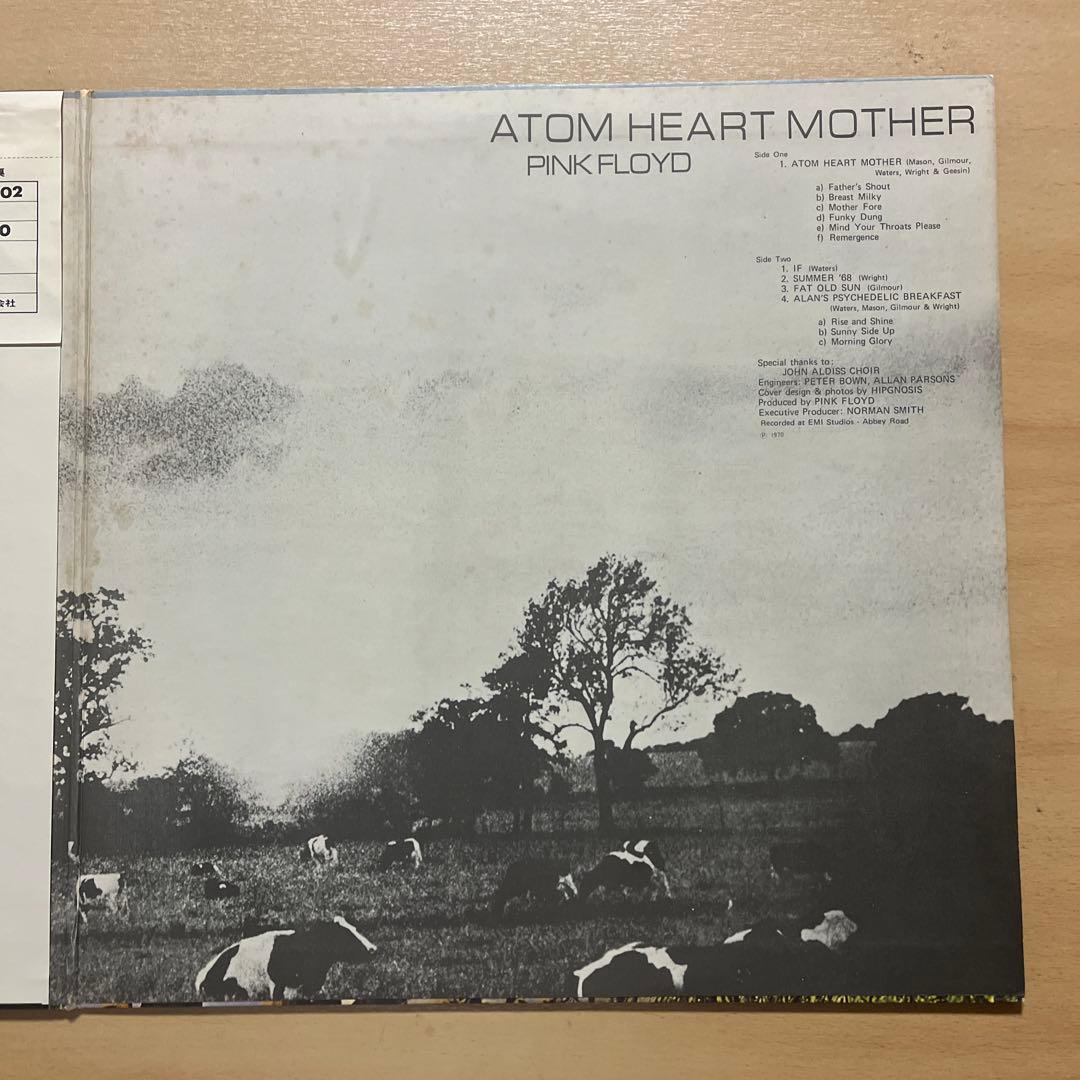 ATOM HEART MOTHER
PINK FLOYD
Side One
1. ATOM HEART MOTHER (Mason, Gilmour,
Waters, Wright & Geesin)
a) Father's Shout
b) Breast Milky
c) Mother Fore
d) Funky Dung
e) Mind Your Throats Please
f) Remergence
Side Two
1. IF (Waters)
2. SUMMER '68 (Wright)
3. FAT OLD SUN (Gilmour)
4. ALAN'S PSYCHEDELIC BREAKFAST
(Waters, Mason, Gilmour & Wright)
a) Rise and Shine
b) Sunny Side Up
c) Morning Glory
Special thanks to:
JOHN ALDISS CHOIR
Engineers: PETER BOWN, ALLAN PARSONS
Cover design & photos by HIPGNOSIS
Produced by PINK FLOYD
Executive Producer: NORMAN SMITH
Recorded at EMI Studios - Abbey Road
℗ 1970
02
0
会社